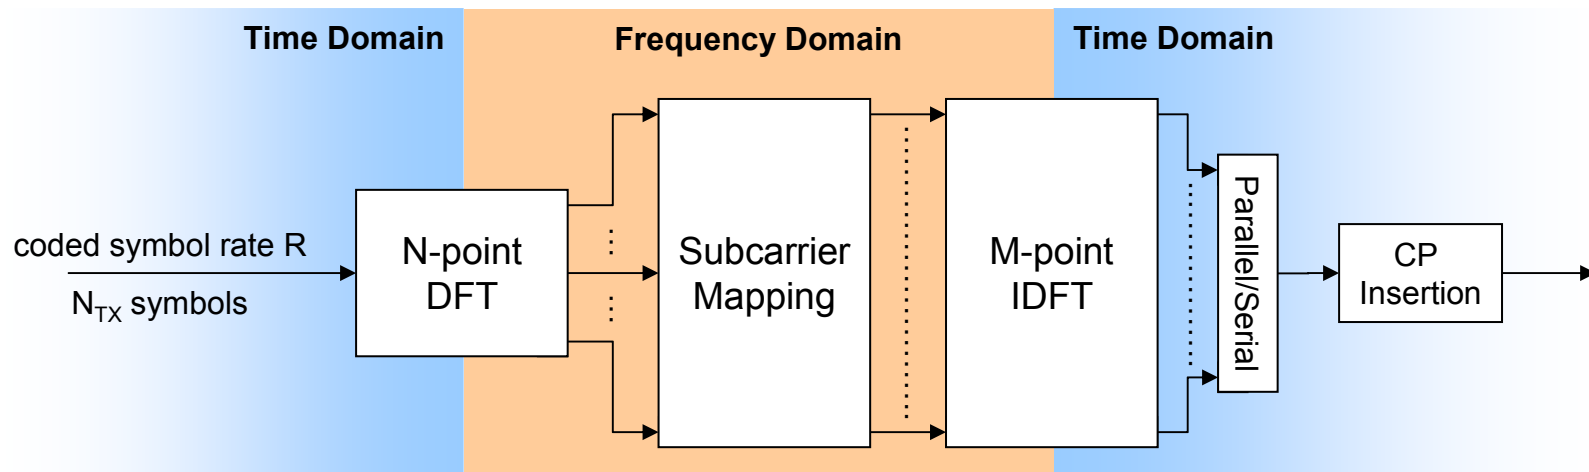 Time Domain
Frequency Domain
Time Domain
coded symbol rate R
N_TX symbols
N-point
DFT
Subcarrier
Mapping
M-point
IDFT
Parallel/Serial
CP
Insertion